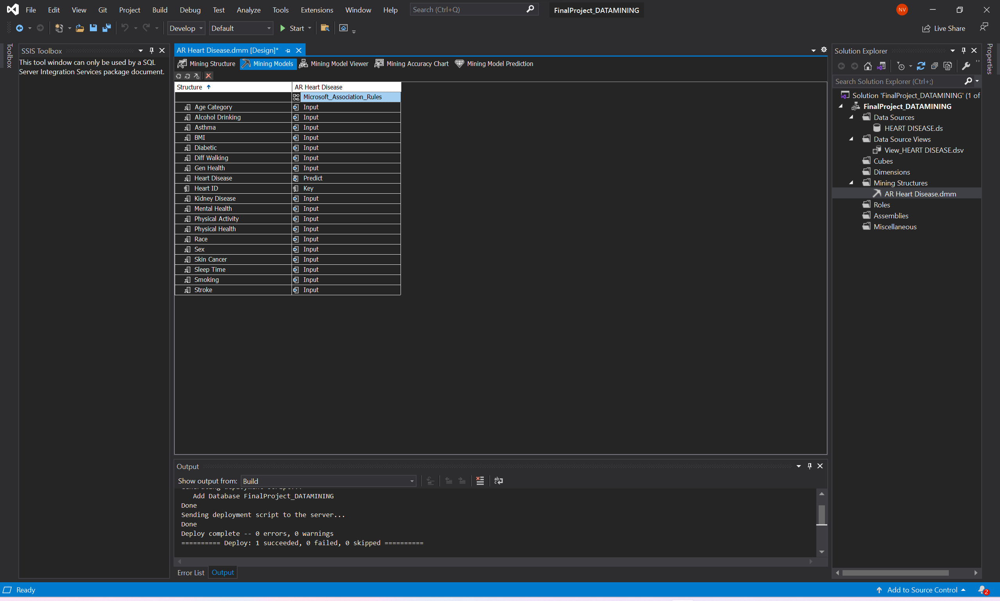 File Edit View Git Project Build Debug Test Analyze Tools Extensions Window Help Search (Ctrl+Q) FinalProject_DATAMINING NV
Develop Default Start Live Share
Toolbox
SSIS Toolbox
This tool window can only be used by a SQL
Server Integration Services package document.
AR Heart Disease.dmm [Design]*
Mining Structure Mining Models Mining Model Viewer Mining Accuracy Chart Mining Model Prediction
Structure AR Heart Disease
Microsoft_Association_Rules
Age Category Input
Alcohol Drinking Input
Asthma Input
BMI Input
Diabetic Input
Diff Walking Input
Gen Health Input
Heart Disease Predict
Heart ID Key
Kidney Disease Input
Mental Health Input
Physical Activity Input
Physical Health Input
Race Input
Sex Input
Skin Cancer Input
Sleep Time Input
Smoking Input
Stroke Input
Output
Show output from: Build
Generating deployment script...
Add Database FinalProject_DATAMINING
Done
Sending deployment script to the server...
Done
Deploy complete -- 0 errors, 0 warnings
========== Deploy: 1 succeeded, 0 failed, 0 skipped ==========
Error List Output
Solution Explorer
Search Solution Explorer (Ctrl+;)
Solution 'FinalProject_DATAMINING' (1 of
FinalProject_DATAMINING
Data Sources
HEART DISEASE.ds
Data Source Views
View_HEART DISEASE.dsv
Cubes
Dimensions
Mining Structures
AR Heart Disease.dmm
Roles
Assemblies
Miscellaneous
Properties
Ready Add to Source Control 2